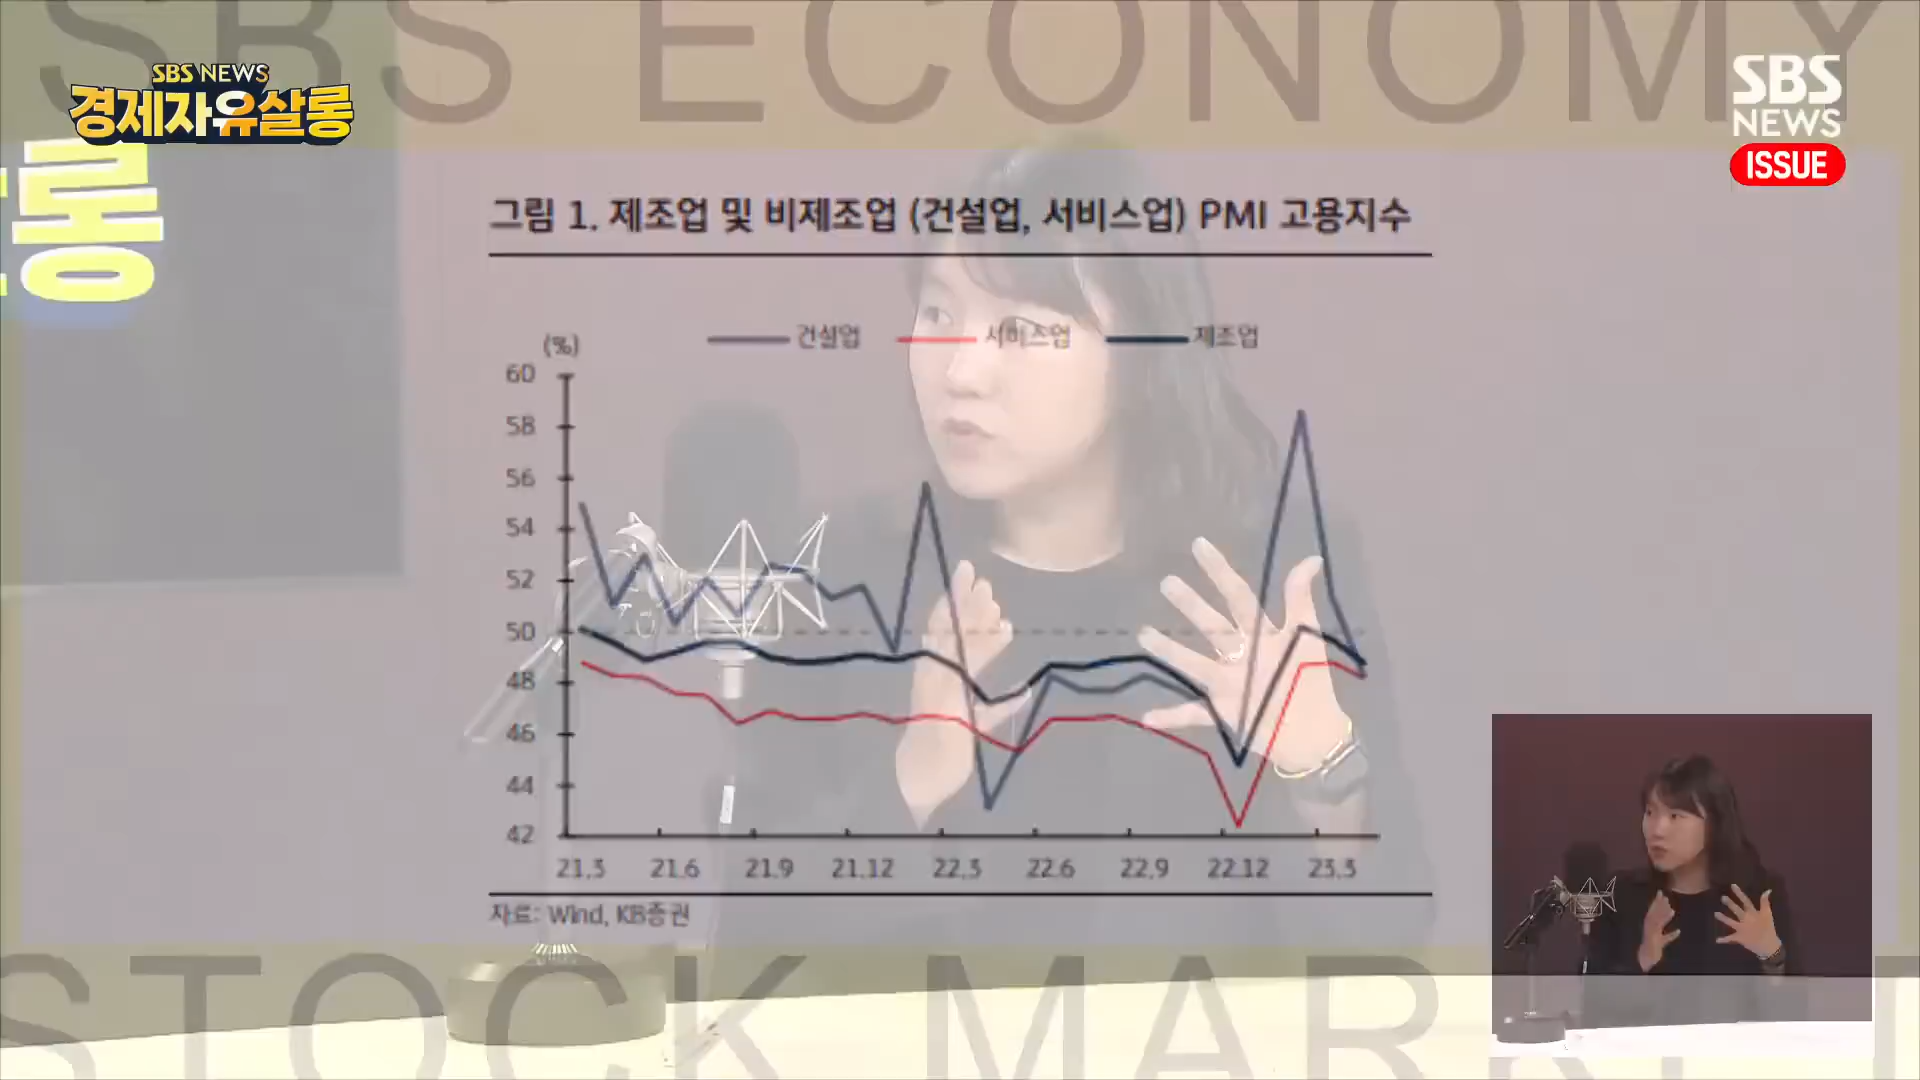 SBS ECONOMY
SBS NEWS
경제자유살롱
SBS
NEWS
ISSUE
롱
그림 1. 제조업 및 비제조업 (건설업, 서비스업) PMI 고용지수
(%)
건설업 서비스업 제조업
60
58
56
54
52
50
48
46
44
42
21.3 21.6 21.9 21.12 22.3 22.6 22.9 22.12 23.3
자료: Wind, KB증권
STOCK MARKET